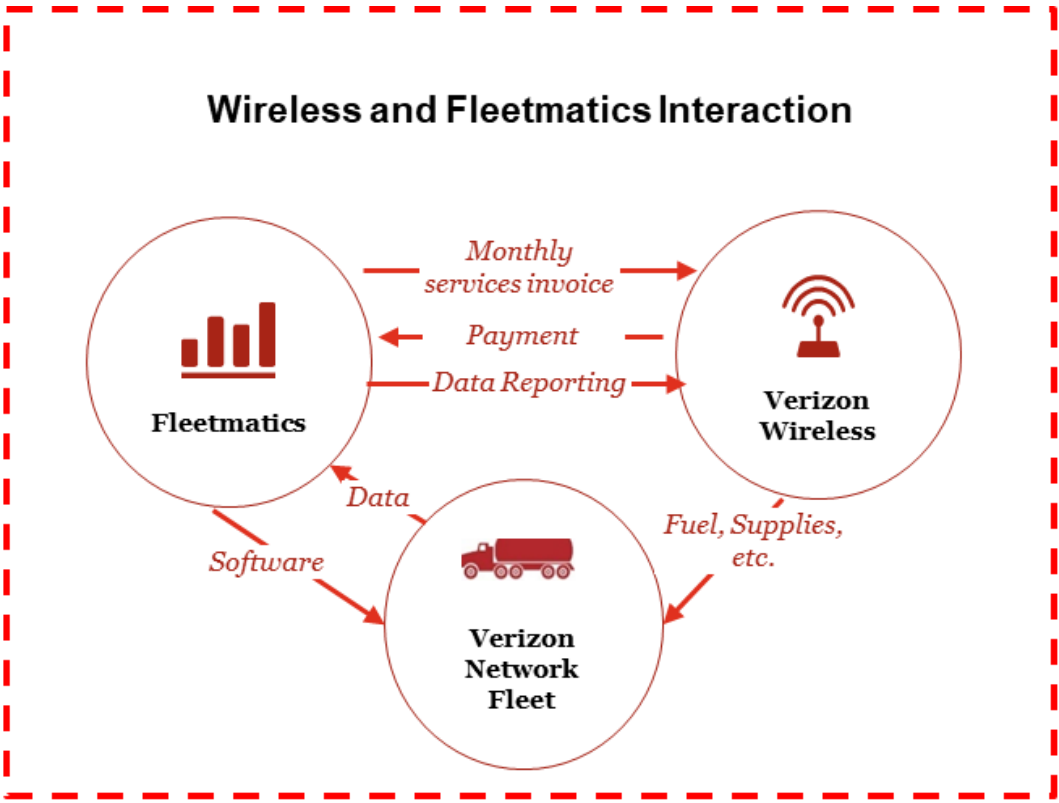 Wireless and Fleetmatics Interaction
Monthly
services invoice
Payment
Data Reporting
Fleetmatics
Verizon
Wireless
Data
Software
Fuel, Supplies,
etc.
Verizon
Network
Fleet